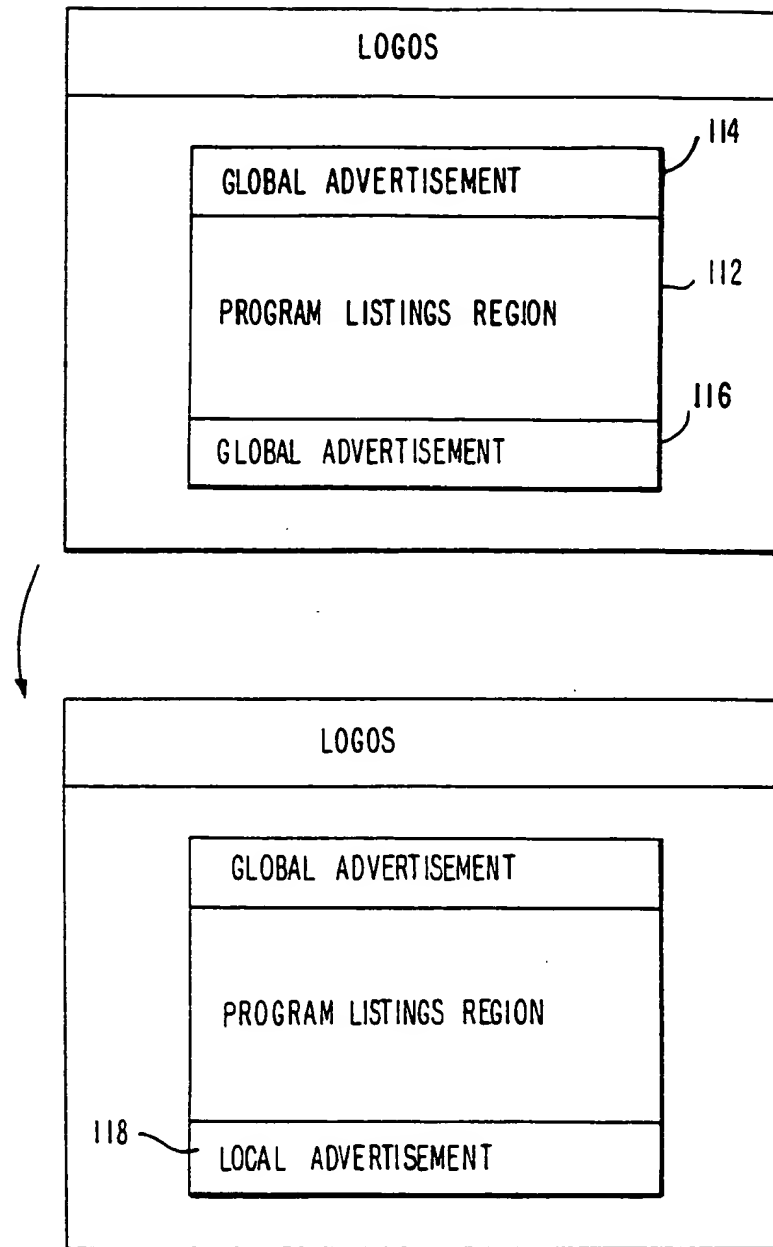 LOGOS
114
GLOBAL ADVERTISEMENT
112
PROGRAM LISTINGS REGION
116
GLOBAL ADVERTISEMENT
LOGOS
GLOBAL ADVERTISEMENT
PROGRAM LISTINGS REGION
118
LOCAL ADVERTISEMENT